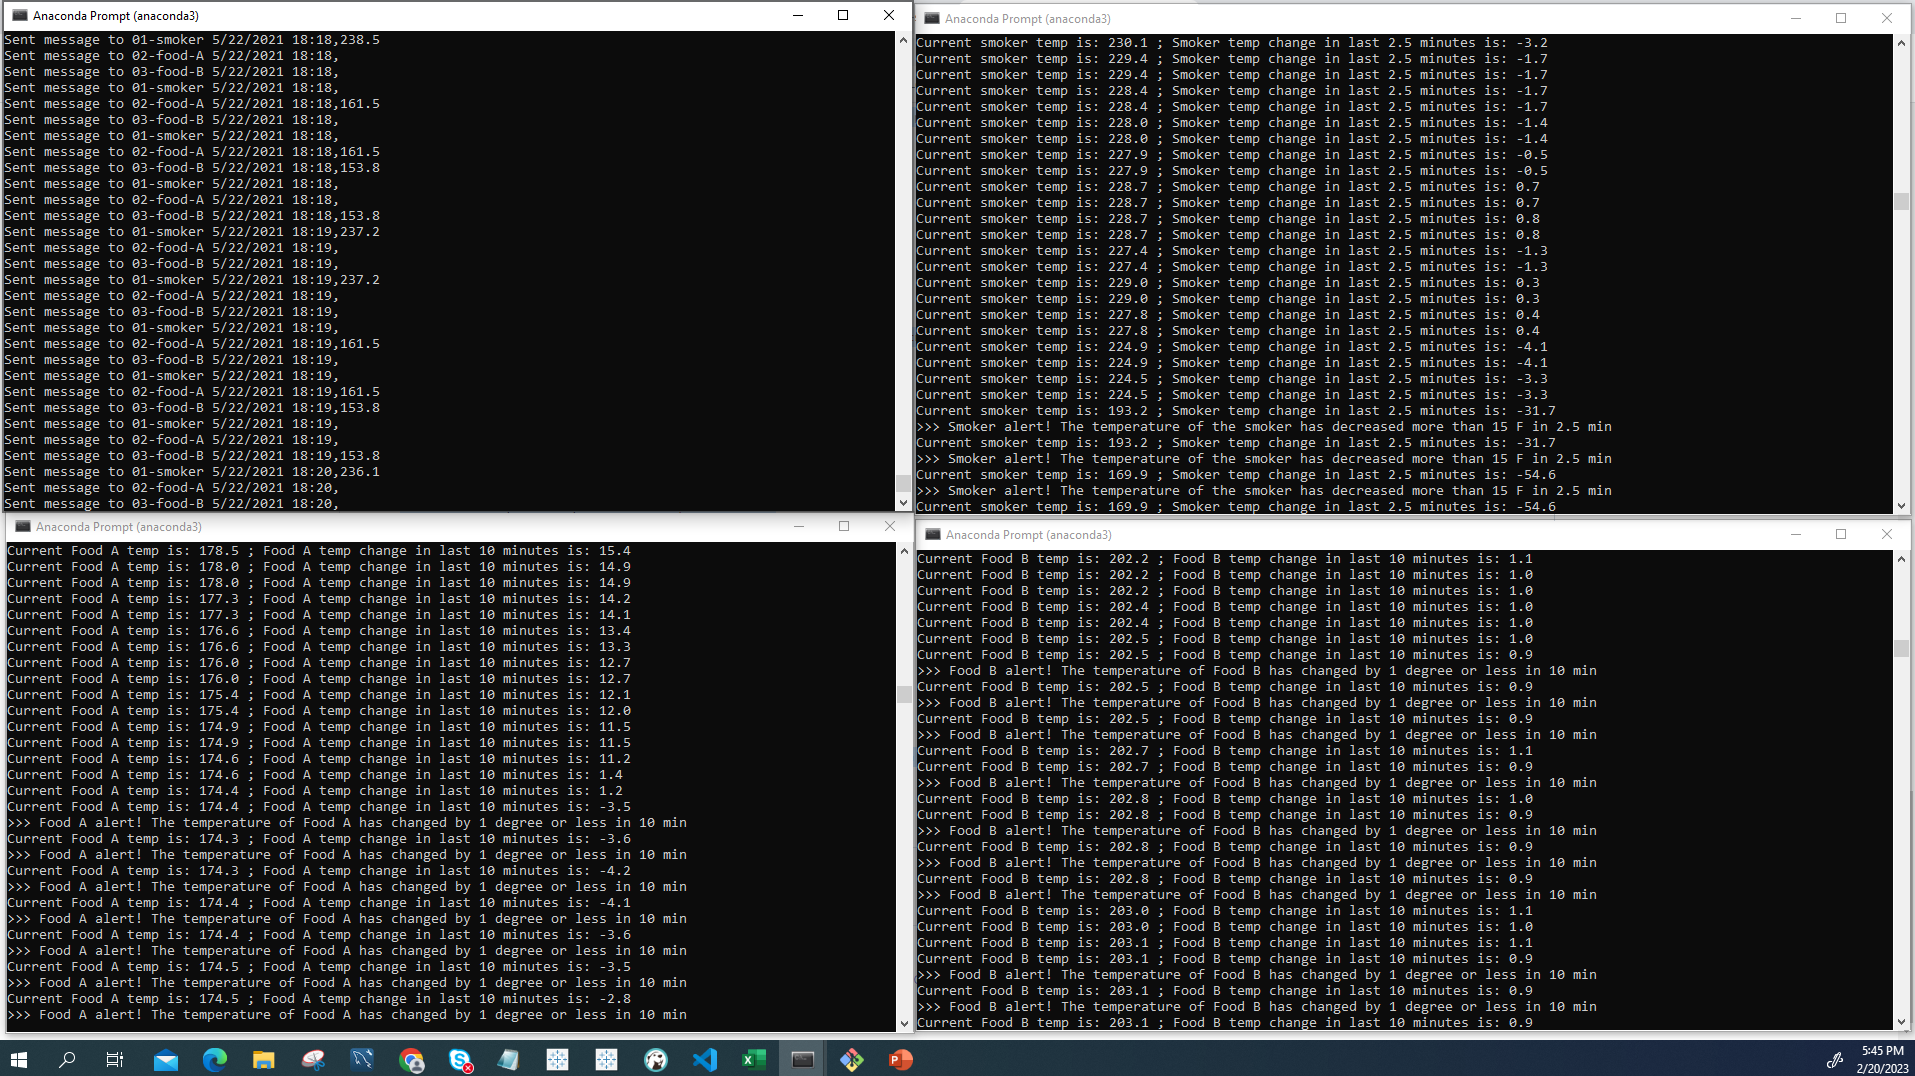 Anaconda Prompt (anaconda3)
Sent message to 01-smoker 5/22/2021 18:18,238.5
Sent message to 02-food-A 5/22/2021 18:18,
Sent message to 03-food-B 5/22/2021 18:18,
Sent message to 01-smoker 5/22/2021 18:18,
Sent message to 02-food-A 5/22/2021 18:18,161.5
Sent message to 03-food-B 5/22/2021 18:18,
Sent message to 01-smoker 5/22/2021 18:18,
Sent message to 02-food-A 5/22/2021 18:18,161.5
Sent message to 03-food-B 5/22/2021 18:18,153.8
Sent message to 01-smoker 5/22/2021 18:18,
Sent message to 02-food-A 5/22/2021 18:18,
Sent message to 03-food-B 5/22/2021 18:18,153.8
Sent message to 01-smoker 5/22/2021 18:19,237.2
Sent message to 02-food-A 5/22/2021 18:19,
Sent message to 03-food-B 5/22/2021 18:19,
Sent message to 01-smoker 5/22/2021 18:19,237.2
Sent message to 02-food-A 5/22/2021 18:19,
Sent message to 03-food-B 5/22/2021 18:19,
Sent message to 01-smoker 5/22/2021 18:19,
Sent message to 02-food-A 5/22/2021 18:19,161.5
Sent message to 03-food-B 5/22/2021 18:19,
Sent message to 01-smoker 5/22/2021 18:19,
Sent message to 02-food-A 5/22/2021 18:19,161.5
Sent message to 03-food-B 5/22/2021 18:19,153.8
Sent message to 01-smoker 5/22/2021 18:19,
Sent message to 02-food-A 5/22/2021 18:19,
Sent message to 03-food-B 5/22/2021 18:19,153.8
Sent message to 01-smoker 5/22/2021 18:20,236.1
Sent message to 02-food-A 5/22/2021 18:20,
Sent message to 03-food-B 5/22/2021 18:20,
Anaconda Prompt (anaconda3)
Current smoker temp is: 230.1 ; Smoker temp change in last 2.5 minutes is: -3.2
Current smoker temp is: 229.4 ; Smoker temp change in last 2.5 minutes is: -1.7
Current smoker temp is: 229.4 ; Smoker temp change in last 2.5 minutes is: -1.7
Current smoker temp is: 228.4 ; Smoker temp change in last 2.5 minutes is: -1.7
Current smoker temp is: 228.4 ; Smoker temp change in last 2.5 minutes is: -1.7
Current smoker temp is: 228.0 ; Smoker temp change in last 2.5 minutes is: -1.4
Current smoker temp is: 228.0 ; Smoker temp change in last 2.5 minutes is: -1.4
Current smoker temp is: 227.9 ; Smoker temp change in last 2.5 minutes is: -0.5
Current smoker temp is: 227.9 ; Smoker temp change in last 2.5 minutes is: -0.5
Current smoker temp is: 228.7 ; Smoker temp change in last 2.5 minutes is: 0.7
Current smoker temp is: 228.7 ; Smoker temp change in last 2.5 minutes is: 0.7
Current smoker temp is: 228.7 ; Smoker temp change in last 2.5 minutes is: 0.8
Current smoker temp is: 228.7 ; Smoker temp change in last 2.5 minutes is: 0.8
Current smoker temp is: 227.4 ; Smoker temp change in last 2.5 minutes is: -1.3
Current smoker temp is: 227.4 ; Smoker temp change in last 2.5 minutes is: -1.3
Current smoker temp is: 229.0 ; Smoker temp change in last 2.5 minutes is: 0.3
Current smoker temp is: 229.0 ; Smoker temp change in last 2.5 minutes is: 0.3
Current smoker temp is: 227.8 ; Smoker temp change in last 2.5 minutes is: 0.4
Current smoker temp is: 227.8 ; Smoker temp change in last 2.5 minutes is: 0.4
Current smoker temp is: 224.9 ; Smoker temp change in last 2.5 minutes is: -4.1
Current smoker temp is: 224.9 ; Smoker temp change in last 2.5 minutes is: -4.1
Current smoker temp is: 224.5 ; Smoker temp change in last 2.5 minutes is: -3.3
Current smoker temp is: 224.5 ; Smoker temp change in last 2.5 minutes is: -3.3
Current smoker temp is: 193.2 ; Smoker temp change in last 2.5 minutes is: -31.7
>>> Smoker alert! The temperature of the smoker has decreased more than 15 F in 2.5 min
Current smoker temp is: 193.2 ; Smoker temp change in last 2.5 minutes is: -31.7
>>> Smoker alert! The temperature of the smoker has decreased more than 15 F in 2.5 min
Current smoker temp is: 169.9 ; Smoker temp change in last 2.5 minutes is: -54.6
>>> Smoker alert! The temperature of the smoker has decreased more than 15 F in 2.5 min
Current smoker temp is: 169.9 ; Smoker temp change in last 2.5 minutes is: -54.6
Anaconda Prompt (anaconda3)
Current Food A temp is: 178.5 ; Food A temp change in last 10 minutes is: 15.4
Current Food A temp is: 178.0 ; Food A temp change in last 10 minutes is: 14.9
Current Food A temp is: 178.0 ; Food A temp change in last 10 minutes is: 14.9
Current Food A temp is: 177.3 ; Food A temp change in last 10 minutes is: 14.2
Current Food A temp is: 177.3 ; Food A temp change in last 10 minutes is: 14.1
Current Food A temp is: 176.6 ; Food A temp change in last 10 minutes is: 13.4
Current Food A temp is: 176.6 ; Food A temp change in last 10 minutes is: 13.3
Current Food A temp is: 176.0 ; Food A temp change in last 10 minutes is: 12.7
Current Food A temp is: 176.0 ; Food A temp change in last 10 minutes is: 12.7
Current Food A temp is: 175.4 ; Food A temp change in last 10 minutes is: 12.1
Current Food A temp is: 175.4 ; Food A temp change in last 10 minutes is: 12.0
Current Food A temp is: 174.9 ; Food A temp change in last 10 minutes is: 11.5
Current Food A temp is: 174.9 ; Food A temp change in last 10 minutes is: 11.5
Current Food A temp is: 174.6 ; Food A temp change in last 10 minutes is: 11.2
Current Food A temp is: 174.6 ; Food A temp change in last 10 minutes is: 1.4
Current Food A temp is: 174.4 ; Food A temp change in last 10 minutes is: 1.2
Current Food A temp is: 174.4 ; Food A temp change in last 10 minutes is: -3.5
>>> Food A alert! The temperature of Food A has changed by 1 degree or less in 10 min
Current Food A temp is: 174.3 ; Food A temp change in last 10 minutes is: -3.6
>>> Food A alert! The temperature of Food A has changed by 1 degree or less in 10 min
Current Food A temp is: 174.3 ; Food A temp change in last 10 minutes is: -4.2
>>> Food A alert! The temperature of Food A has changed by 1 degree or less in 10 min
Current Food A temp is: 174.4 ; Food A temp change in last 10 minutes is: -4.1
>>> Food A alert! The temperature of Food A has changed by 1 degree or less in 10 min
Current Food A temp is: 174.4 ; Food A temp change in last 10 minutes is: -3.6
>>> Food A alert! The temperature of Food A has changed by 1 degree or less in 10 min
Current Food A temp is: 174.5 ; Food A temp change in last 10 minutes is: -3.5
>>> Food A alert! The temperature of Food A has changed by 1 degree or less in 10 min
Current Food A temp is: 174.5 ; Food A temp change in last 10 minutes is: -2.8
>>> Food A alert! The temperature of Food A has changed by 1 degree or less in 10 min
Anaconda Prompt (anaconda3)
Current Food B temp is: 202.2 ; Food B temp change in last 10 minutes is: 1.1
Current Food B temp is: 202.2 ; Food B temp change in last 10 minutes is: 1.0
Current Food B temp is: 202.2 ; Food B temp change in last 10 minutes is: 1.0
Current Food B temp is: 202.4 ; Food B temp change in last 10 minutes is: 1.0
Current Food B temp is: 202.4 ; Food B temp change in last 10 minutes is: 1.0
Current Food B temp is: 202.5 ; Food B temp change in last 10 minutes is: 1.0
Current Food B temp is: 202.5 ; Food B temp change in last 10 minutes is: 0.9
>>> Food B alert! The temperature of Food B has changed by 1 degree or less in 10 min
Current Food B temp is: 202.5 ; Food B temp change in last 10 minutes is: 0.9
>>> Food B alert! The temperature of Food B has changed by 1 degree or less in 10 min
Current Food B temp is: 202.5 ; Food B temp change in last 10 minutes is: 0.9
>>> Food B alert! The temperature of Food B has changed by 1 degree or less in 10 min
Current Food B temp is: 202.7 ; Food B temp change in last 10 minutes is: 1.1
Current Food B temp is: 202.7 ; Food B temp change in last 10 minutes is: 0.9
>>> Food B alert! The temperature of Food B has changed by 1 degree or less in 10 min
Current Food B temp is: 202.8 ; Food B temp change in last 10 minutes is: 1.0
Current Food B temp is: 202.8 ; Food B temp change in last 10 minutes is: 0.9
>>> Food B alert! The temperature of Food B has changed by 1 degree or less in 10 min
Current Food B temp is: 202.8 ; Food B temp change in last 10 minutes is: 0.9
>>> Food B alert! The temperature of Food B has changed by 1 degree or less in 10 min
Current Food B temp is: 202.8 ; Food B temp change in last 10 minutes is: 0.9
>>> Food B alert! The temperature of Food B has changed by 1 degree or less in 10 min
Current Food B temp is: 203.0 ; Food B temp change in last 10 minutes is: 1.1
Current Food B temp is: 203.0 ; Food B temp change in last 10 minutes is: 1.0
Current Food B temp is: 203.1 ; Food B temp change in last 10 minutes is: 1.1
Current Food B temp is: 203.1 ; Food B temp change in last 10 minutes is: 0.9
>>> Food B alert! The temperature of Food B has changed by 1 degree or less in 10 min
Current Food B temp is: 203.1 ; Food B temp change in last 10 minutes is: 0.9
>>> Food B alert! The temperature of Food B has changed by 1 degree or less in 10 min
Current Food B temp is: 203.1 ; Food B temp change in last 10 minutes is: 0.9
5:45 PM
2/20/2023